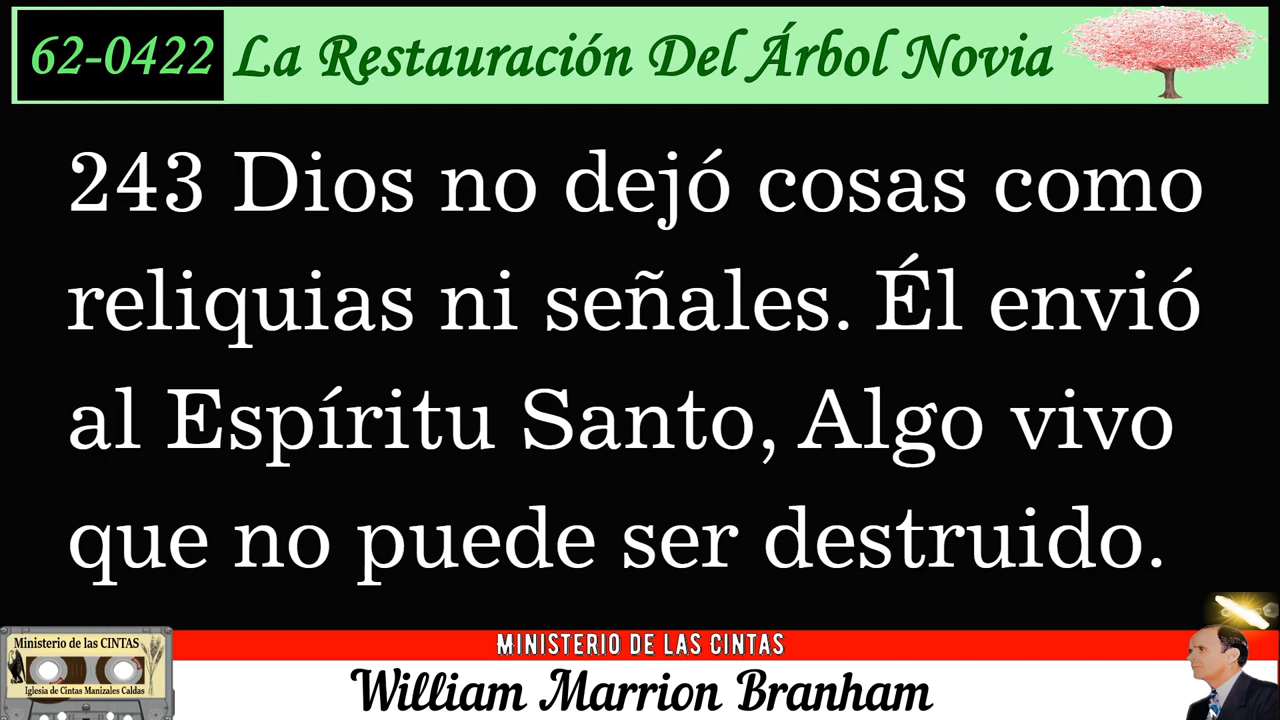 62-0422 La Restauración Del Árbol Novia
243 Dios no dejó cosas como
reliquias ni señales. Él envió
al Espíritu Santo, Algo vivo
que no puede ser destruido.
MINISTERIO DE LAS CINTAS
Ministerio de las CINTAS
Iglesia de Cintas Manizales Caldas
William Marrion Branham